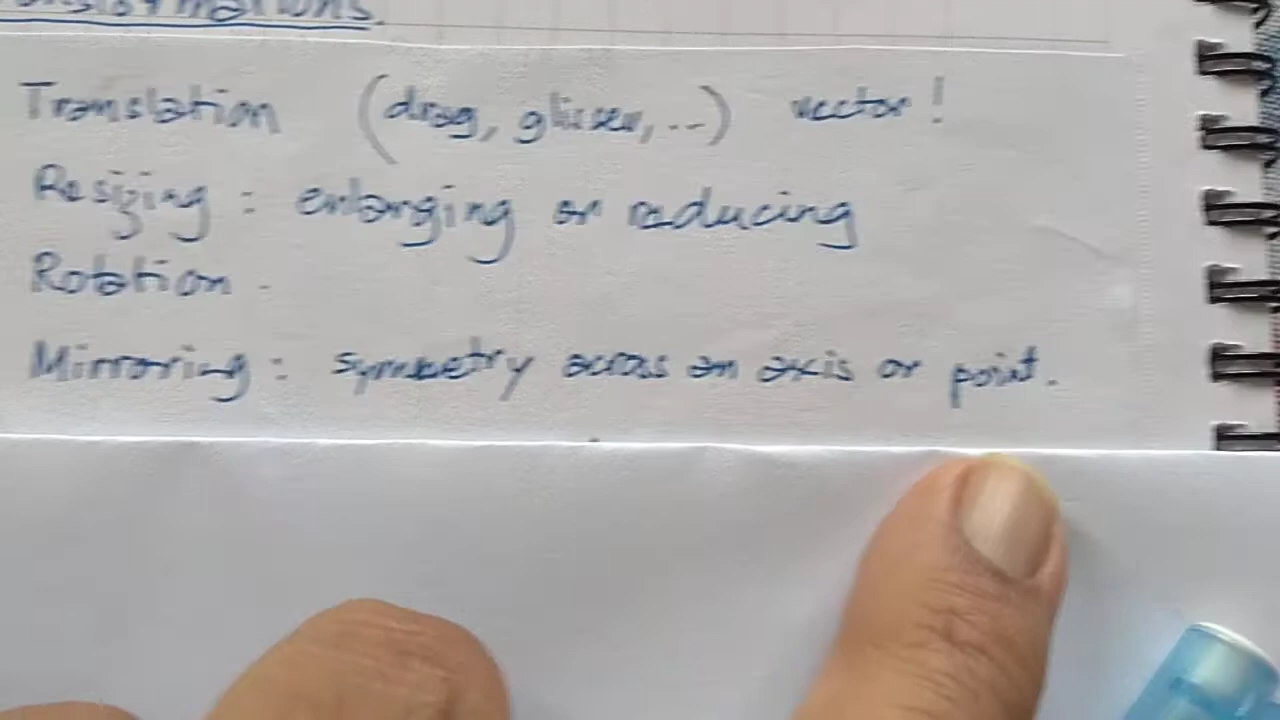 Translation (drag, glisser, ...) vector!
Resizing : enlarging or reducing
Rotation -
Mirroring : symmetry across an axis or point.